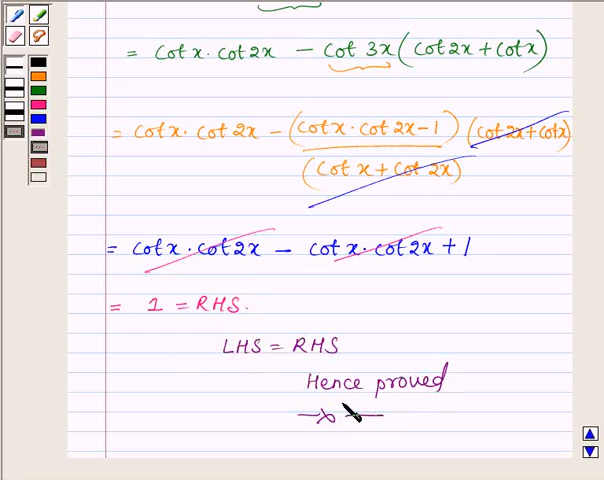 = cot x · cot 2x − cot 3x (cot 2x + cot x)
= cot x · cot 2x − (cot x · cot 2x − 1) (cot 2x + cot x)
(cot x + cot 2x)
= cot x · cot 2x − cot x · cot 2x + 1
= 1 = RHS.
LHS = RHS
Hence proved